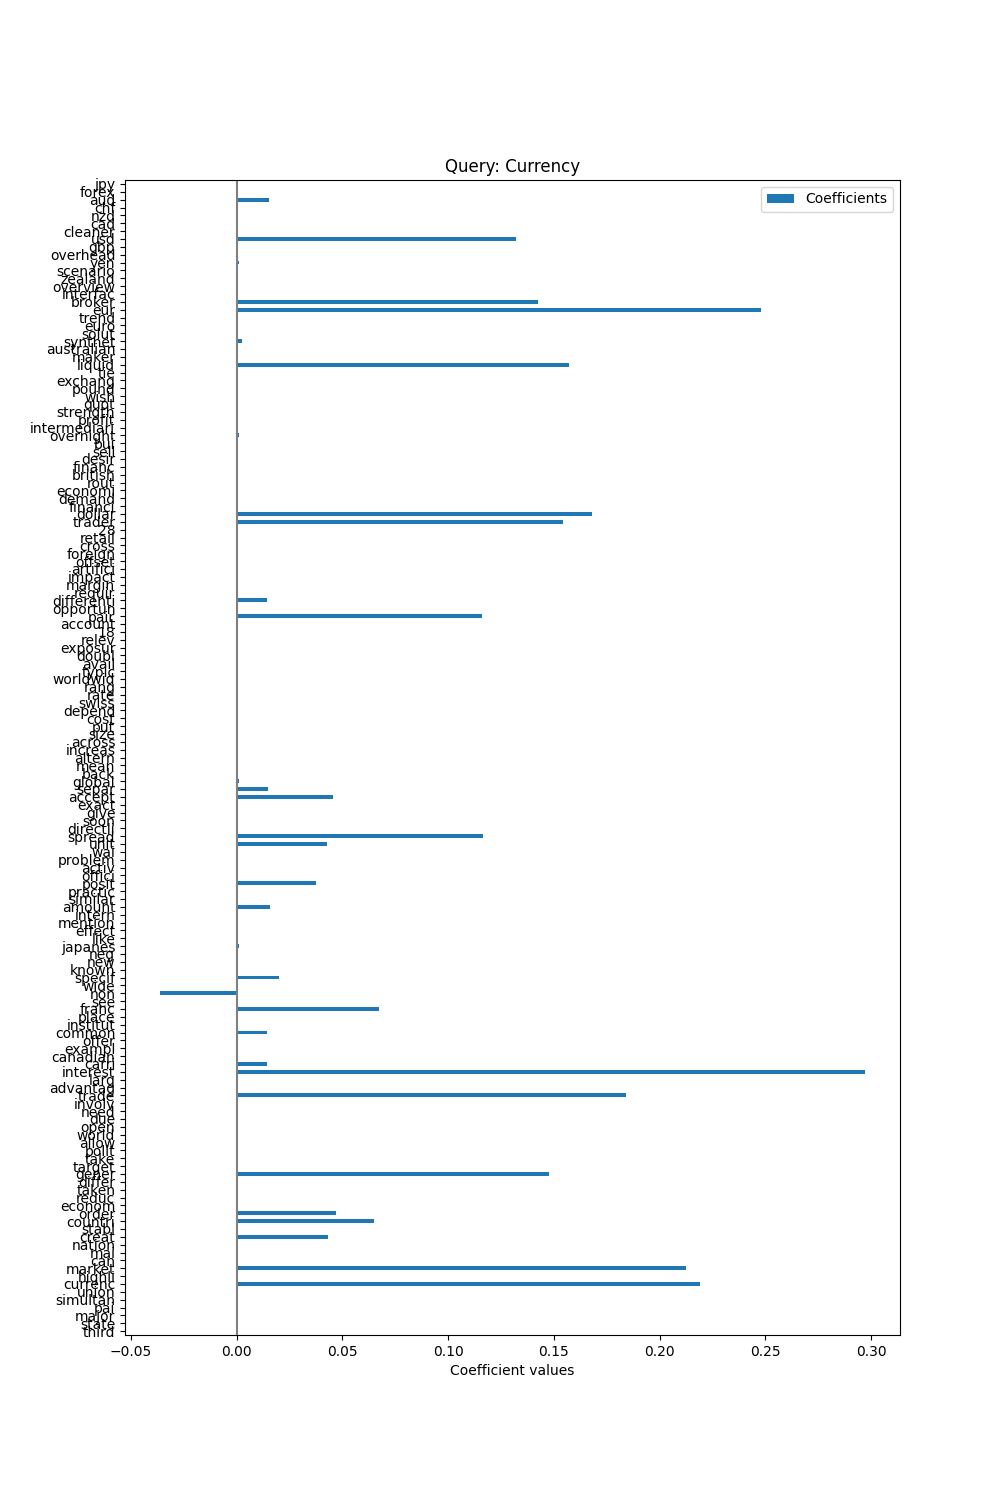 Query: Currency
Coefficients
jpy
forex
aud
chf
nzd
cad
cleaner
usd
gbp
overhead
yen
scenario
zealand
overview
interfac
broker
eur
trend
euro
solut
synthet
australian
maker
liquid
tie
exchang
pound
wish
quot
strength
profit
intermediari
overnight
bui
sell
desir
financ
british
rout
economi
demand
financi
dollar
trader
28
retail
cross
foreign
offset
artifici
impact
margin
requir
differenti
opportun
pair
account
18
relev
exposur
doubl
avail
typic
worldwid
rang
rate
swiss
depend
cost
put
size
across
increas
altern
mean
back
global
separ
accept
exact
give
soon
directli
spread
unit
wai
problem
activ
offici
posit
practic
similar
amount
intern
mention
effect
like
japanes
neg
new
known
specif
wide
non
see
franc
place
institut
common
offer
exampl
canadian
carri
interest
larg
advantag
trade
involv
need
due
open
world
allow
polit
take
target
gener
differ
taken
reduc
econom
order
countri
stabl
creat
nation
mai
can
market
highli
currenc
union
simultan
pai
major
state
third
−0.05 0.00 0.05 0.10 0.15 0.20 0.25 0.30
Coefficient values